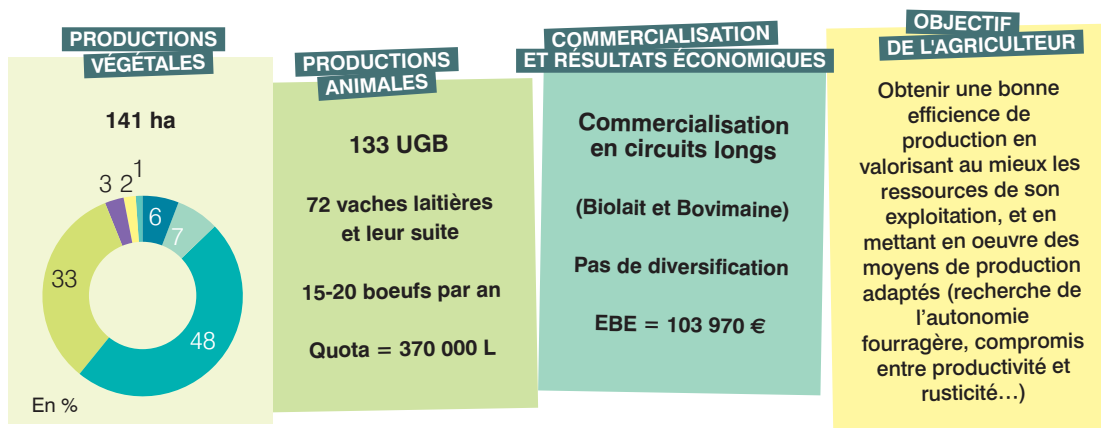 PRODUCTIONS
VÉGÉTALES
141 ha
1
3
2
6
7
33
48
En %
PRODUCTIONS
ANIMALES
133 UGB
72 vaches laitières
et leur suite
15-20 boeufs par an
Quota = 370 000 L
COMMERCIALISATION
ET RÉSULTATS ÉCONOMIQUES
Commercialisation
en circuits longs
(Biolait et Bovimaine)
Pas de diversification
EBE = 103 970 €
OBJECTIF
DE L'AGRICULTEUR
Obtenir une bonne
efficience de
production en
valorisant au mieux les
ressources de son
exploitation, et en
mettant en oeuvre des
moyens de production
adaptés (recherche de
l'autonomie
fourragère, compromis
entre productivité et
rusticité…)